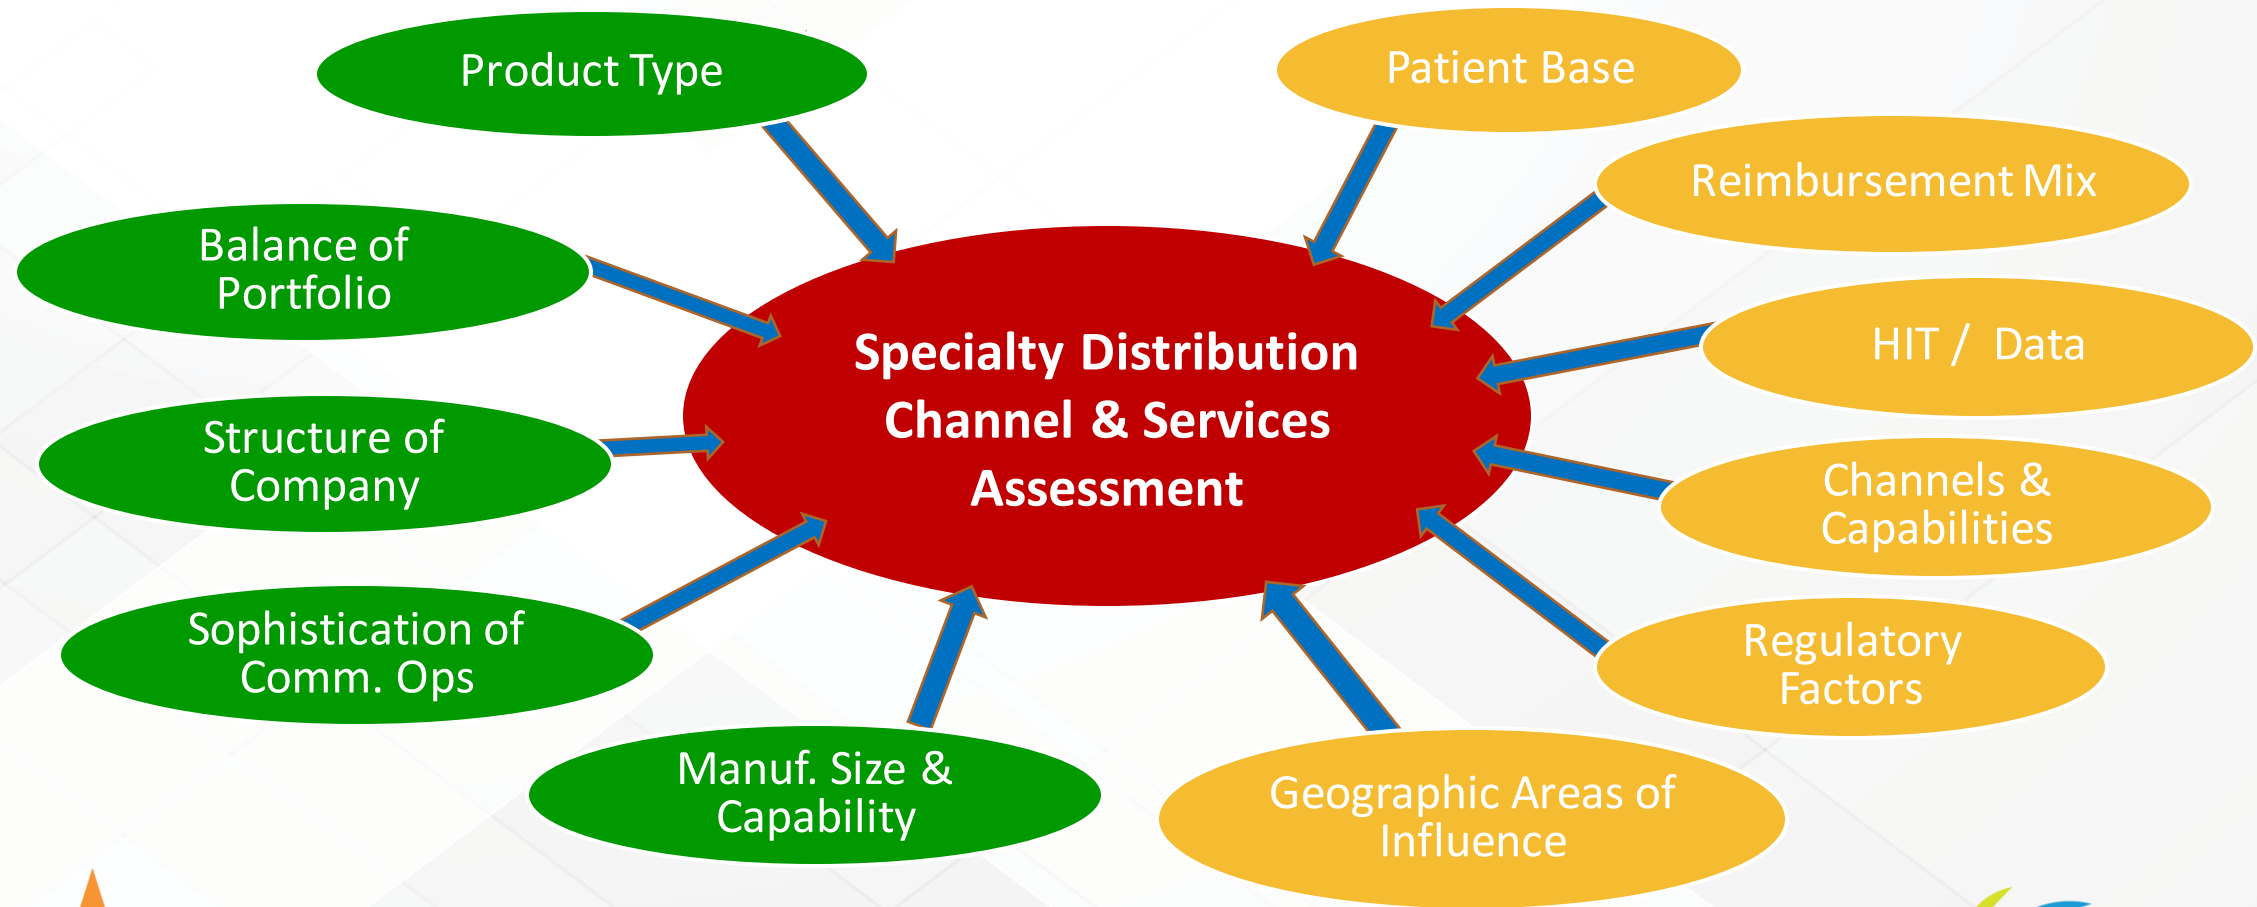 Product Type
Patient Base
Reimbursement Mix
Balance of
Portfolio
HIT / Data
Specialty Distribution
Channel & Services
Assessment
Structure of
Company
Channels &
Capabilities
Sophistication of
Comm. Ops
Regulatory
Factors
Manuf. Size &
Capability
Geographic Areas of
Influence